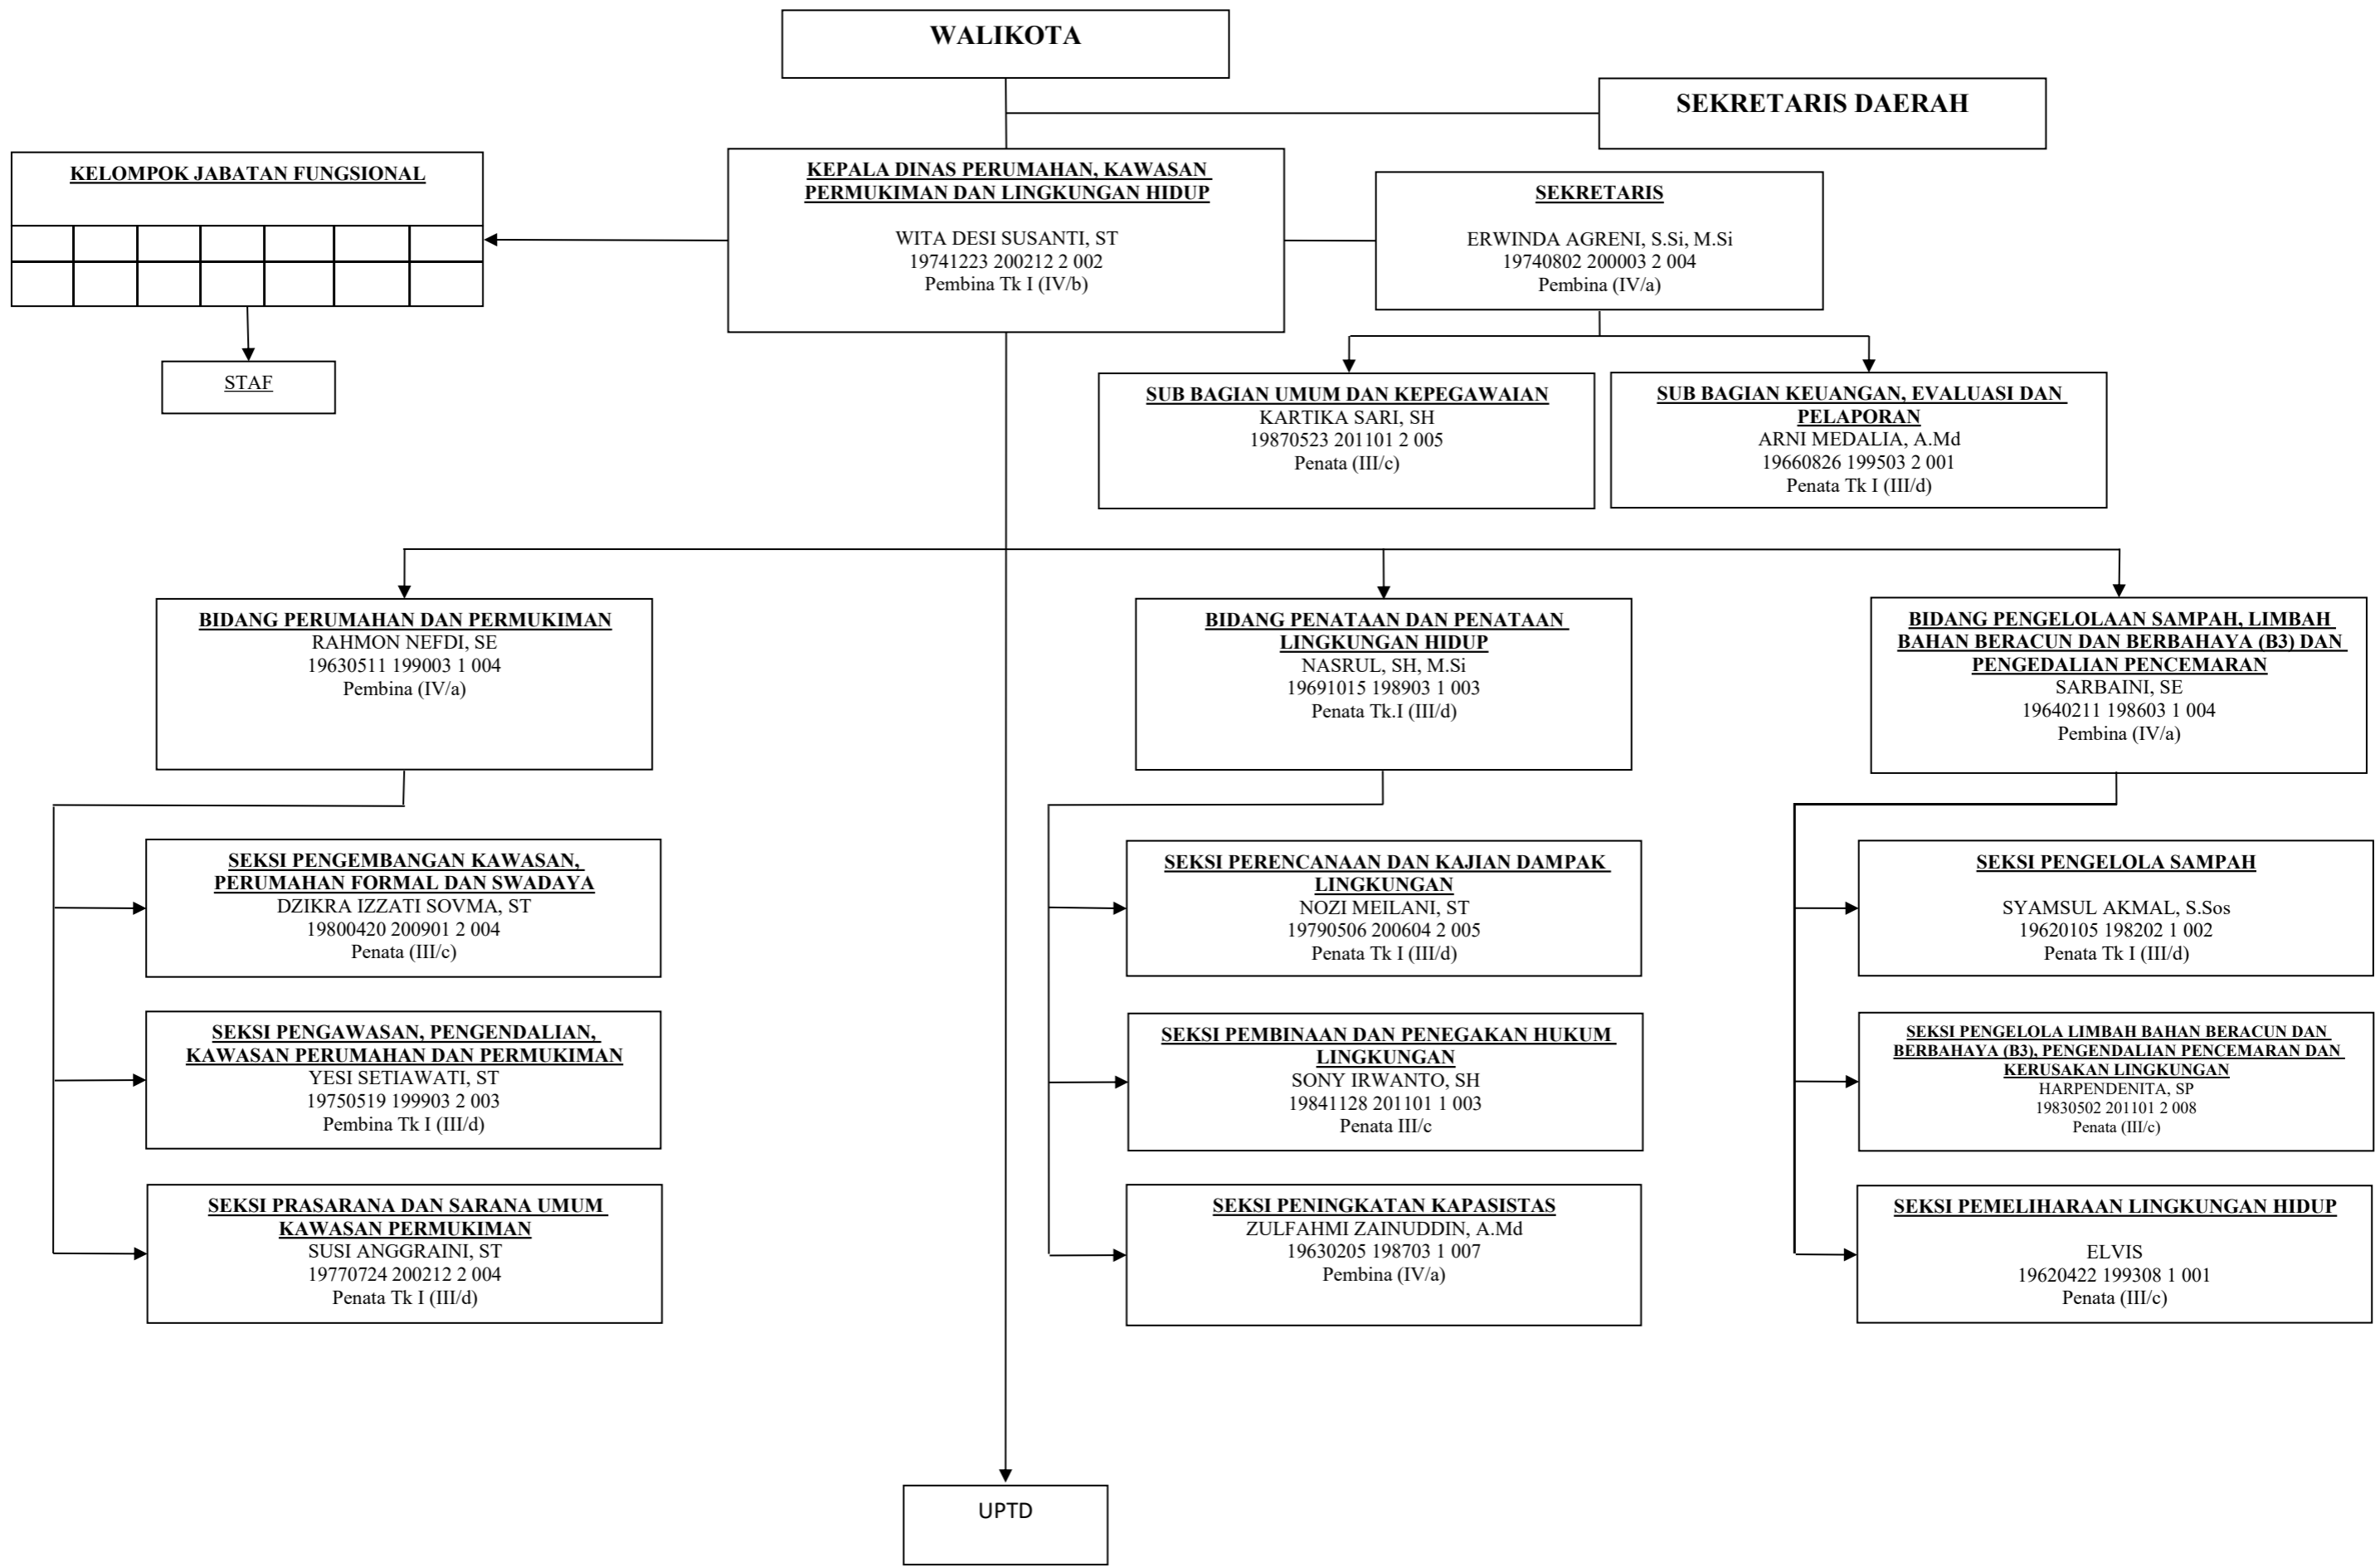 WALIKOTA
SEKRETARIS DAERAH
KELOMPOK JABATAN FUNGSIONAL
STAF
KEPALA DINAS PERUMAHAN, KAWASAN
PERMUKIMAN DAN LINGKUNGAN HIDUP
WITA DESI SUSANTI, ST
19741223 200212 2 002
Pembina Tk I (IV/b)
SEKRETARIS
ERWINDA AGRENI, S.Si, M.Si
19740802 200003 2 004
Pembina (IV/a)
SUB BAGIAN UMUM DAN KEPEGAWAIAN
KARTIKA SARI, SH
19870523 201101 2 005
Penata (III/c)
SUB BAGIAN KEUANGAN, EVALUASI DAN
PELAPORAN
ARNI MEDALIA, A.Md
19660826 199503 2 001
Penata Tk I (III/d)
BIDANG PERUMAHAN DAN PERMUKIMAN
RAHMON NEFDI, SE
19630511 199003 1 004
Pembina (IV/a)
BIDANG PENATAAN DAN PENATAAN
LINGKUNGAN HIDUP
NASRUL, SH, M.Si
19691015 198903 1 003
Penata Tk.I (III/d)
BIDANG PENGELOLAAN SAMPAH, LIMBAH
BAHAN BERACUN DAN BERBAHAYA (B3) DAN
PENGEDALIAN PENCEMARAN
SARBAINI, SE
19640211 198603 1 004
Pembina (IV/a)
SEKSI PENGEMBANGAN KAWASAN,
PERUMAHAN FORMAL DAN SWADAYA
DZIKRA IZZATI SOVMA, ST
19800420 200901 2 004
Penata (III/c)
SEKSI PENGAWASAN, PENGENDALIAN,
KAWASAN PERUMAHAN DAN PERMUKIMAN
YESI SETIAWATI, ST
19750519 199903 2 003
Pembina Tk I (III/d)
SEKSI PRASARANA DAN SARANA UMUM
KAWASAN PERMUKIMAN
SUSI ANGGRAINI, ST
19770724 200212 2 004
Penata Tk I (III/d)
SEKSI PERENCANAAN DAN KAJIAN DAMPAK
LINGKUNGAN
NOZI MEILANI, ST
19790506 200604 2 005
Penata Tk I (III/d)
SEKSI PEMBINAAN DAN PENEGAKAN HUKUM
LINGKUNGAN
SONY IRWANTO, SH
19841128 201101 1 003
Penata III/c
SEKSI PENINGKATAN KAPASISTAS
ZULFAHMI ZAINUDDIN, A.Md
19630205 198703 1 007
Pembina (IV/a)
SEKSI PENGELOLA SAMPAH
SYAMSUL AKMAL, S.Sos
19620105 198202 1 002
Penata Tk I (III/d)
SEKSI PENGELOLA LIMBAH BAHAN BERACUN DAN
BERBAHAYA (B3), PENGENDALIAN PENCEMARAN DAN
KERUSAKAN LINGKUNGAN
HARPENDENITA, SP
19830502 201101 2 008
Penata (III/c)
SEKSI PEMELIHARAAN LINGKUNGAN HIDUP
ELVIS
19620422 199308 1 001
Penata (III/c)
UPTD